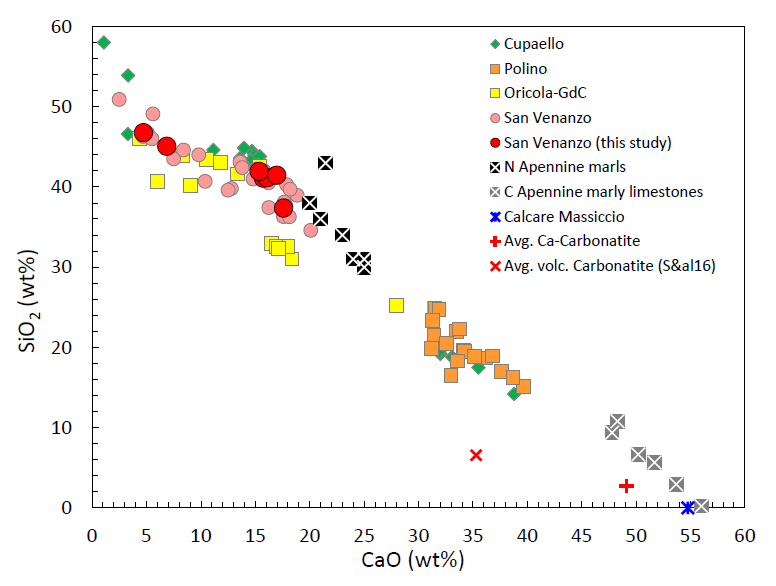 60
50
40
30
20
10
0
SiO₂ (wt%)
0 5 10 15 20 25 30 35 40 45 50 55 60
CaO (wt%)
Cupaello
Polino
Oricola-GdC
San Venanzo
San Venanzo (this study)
N Apennine marls
C Apennine marly limestones
Calcare Massiccio
Avg. Ca-Carbonatite
Avg. volc. Carbonatite (S&al16)